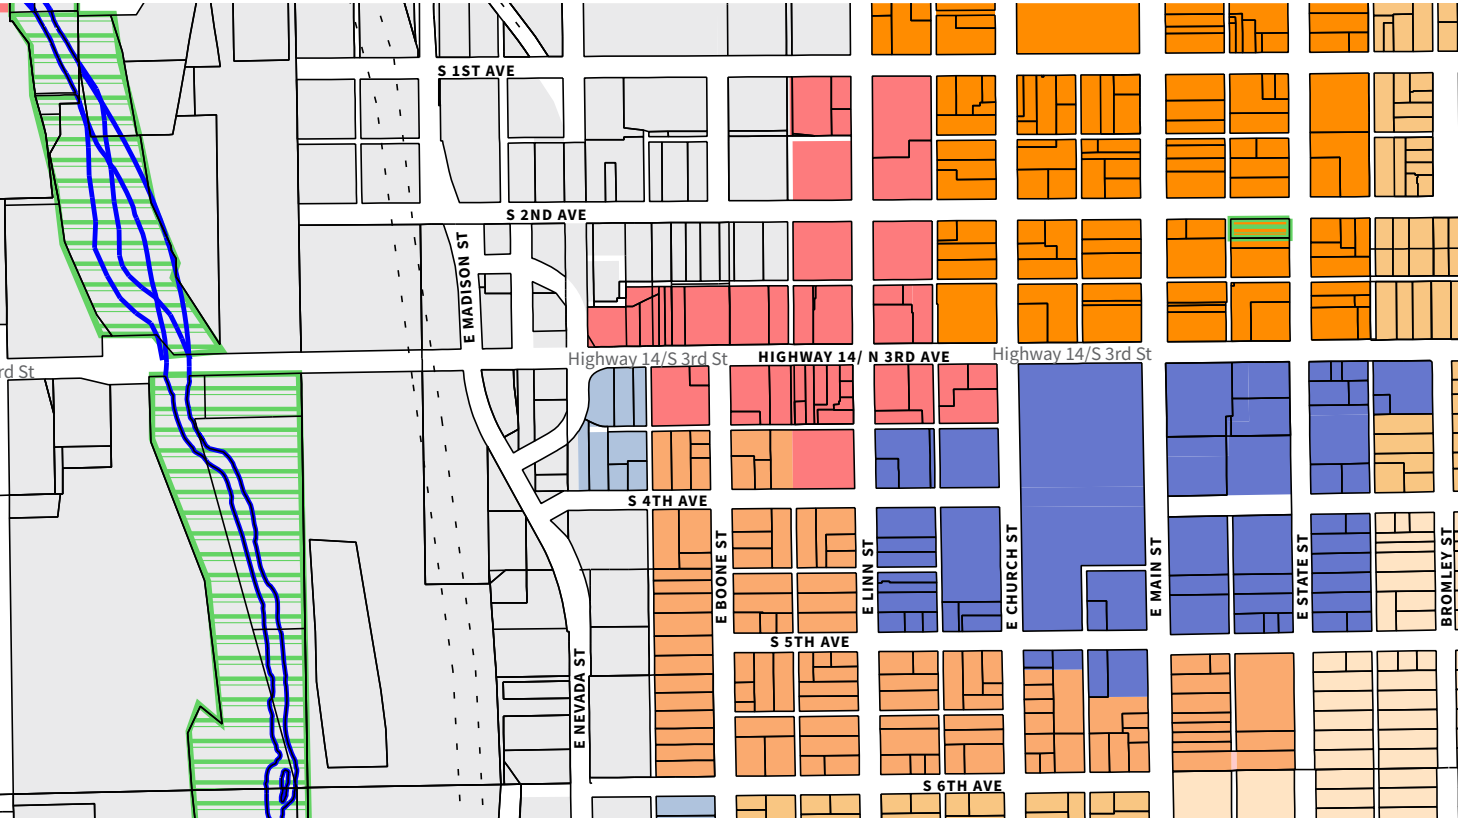 S 1ST AVE
S 2ND AVE
E MADISON ST
Highway 14/S 3rd St
HIGHWAY 14/ N 3RD AVE
Highway 14/S 3rd St
rd St
S 4TH AVE
E BOONE ST
E LINN ST
E CHURCH ST
E MAIN ST
E STATE ST
BROMLEY ST
S 5TH AVE
E NEVADA ST
S 6TH AVE